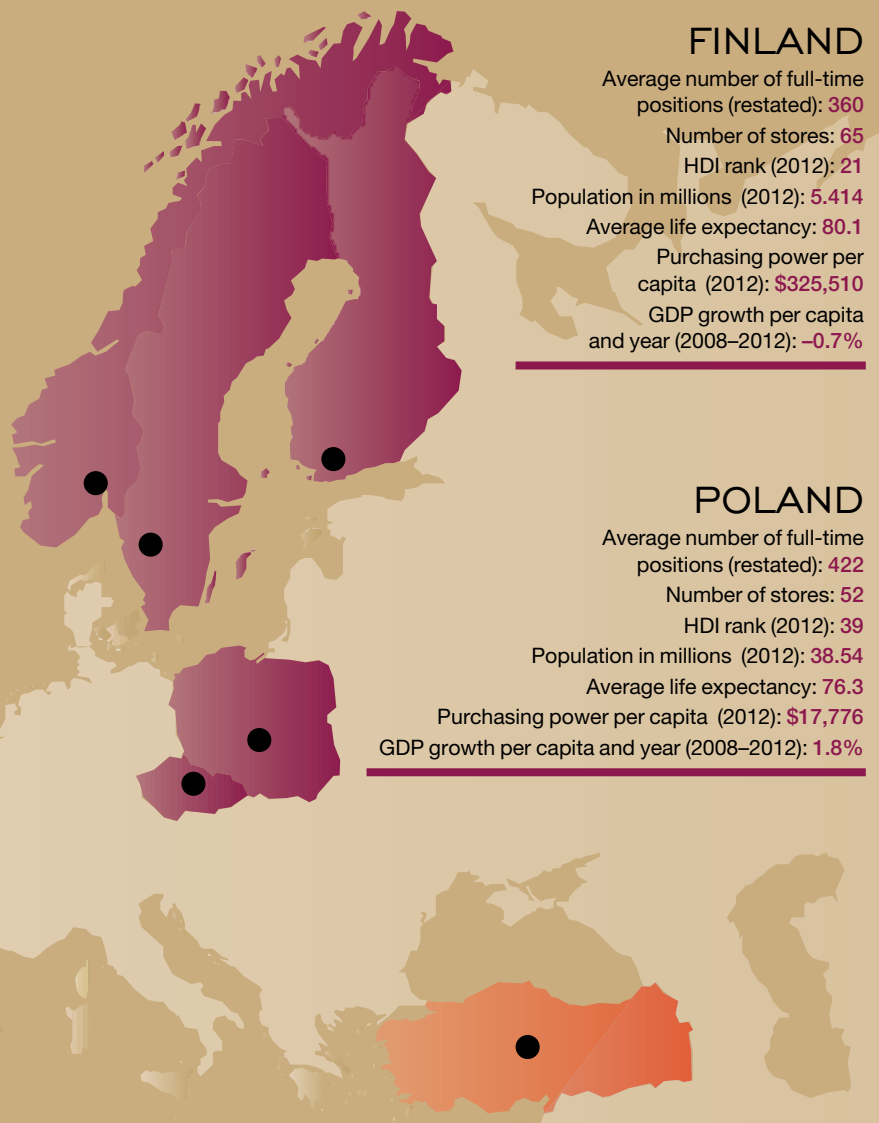 FINLAND
Average number of full-time
positions (restated): 360
Number of stores: 65
HDI rank (2012): 21
Population in millions (2012): 5.414
Average life expectancy: 80.1
Purchasing power per
capita (2012): $325,510
GDP growth per capita
and year (2008–2012): –0.7%
POLAND
Average number of full-time
positions (restated): 422
Number of stores: 52
HDI rank (2012): 39
Population in millions (2012): 38.54
Average life expectancy: 76.3
Purchasing power per capita (2012): $17,776
GDP growth per capita and year (2008–2012): 1.8%